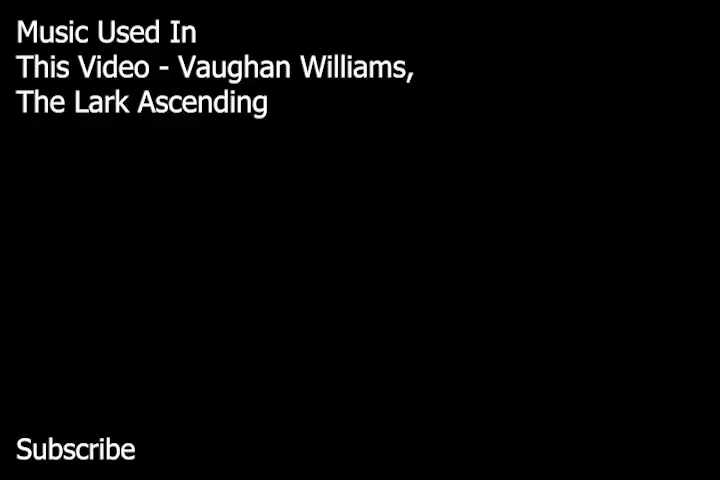 Music Used In
This Video - Vaughan Williams,
The Lark Ascending
Subscribe